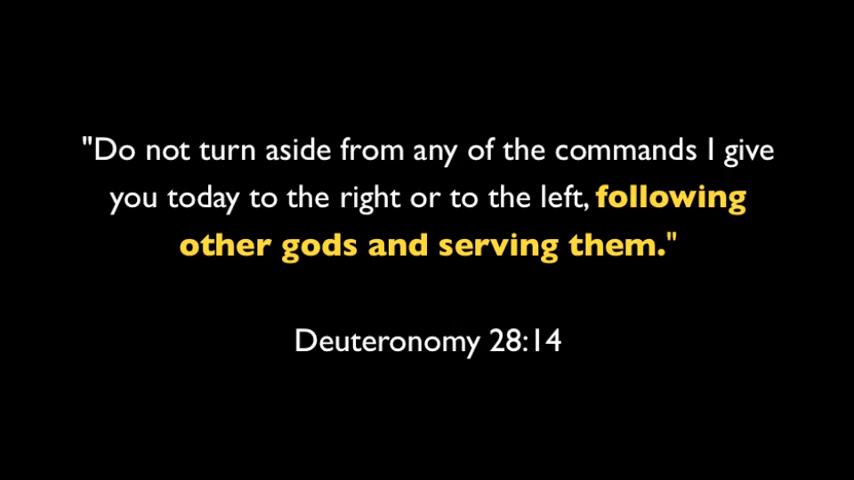 "Do not turn aside from any of the commands I give
you today to the right or to the left, following
other gods and serving them."
Deuteronomy 28:14